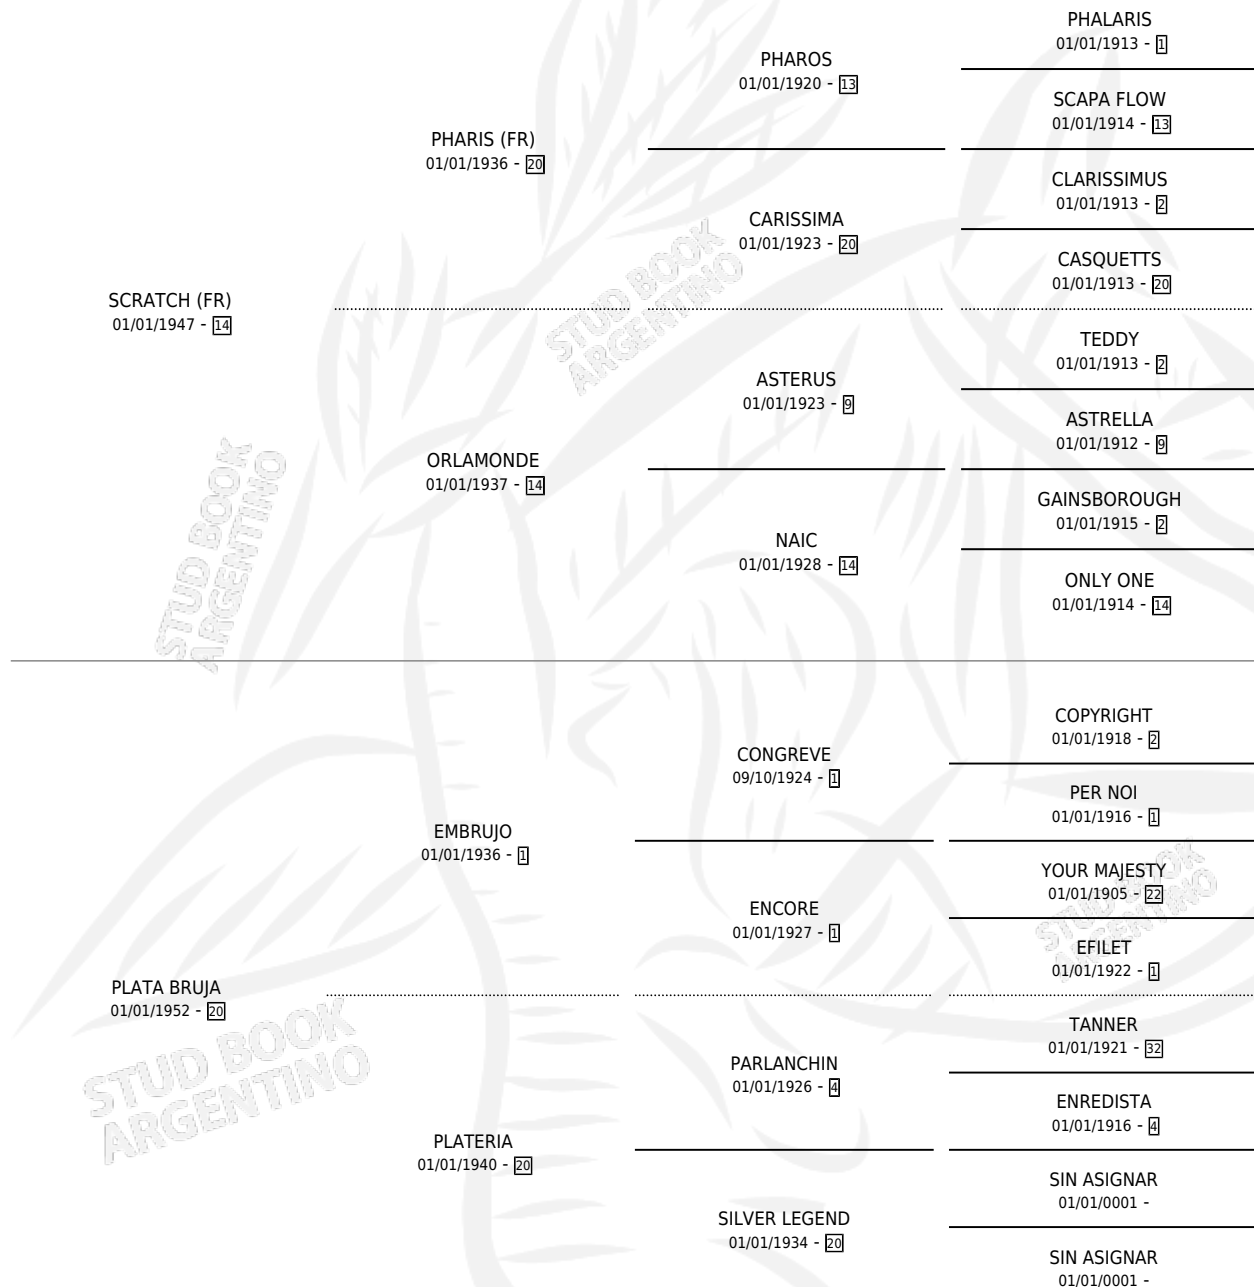 PHALARIS
01/01/1913 - 1
PHAROS
01/01/1920 - 13
SCAPA FLOW
01/01/1914 - 13
PHARIS (FR)
01/01/1936 - 20
CLARISSIMUS
01/01/1913 - 2
CARISSIMA
01/01/1923 - 20
CASQUETTS
01/01/1913 - 20
SCRATCH (FR)
01/01/1947 - 14
TEDDY
01/01/1913 - 2
ASTERUS
01/01/1923 - 9
ASTRELLA
01/01/1912 - 9
ORLAMONDE
01/01/1937 - 14
GAINSBOROUGH
01/01/1915 - 2
NAIC
01/01/1928 - 14
ONLY ONE
01/01/1914 - 14
COPYRIGHT
01/01/1918 - 2
CONGREVE
09/10/1924 - 1
PER NOI
01/01/1916 - 1
EMBRUJO
01/01/1936 - 1
YOUR MAJESTY
01/01/1905 - 22
ENCORE
01/01/1927 - 1
EFILET
01/01/1922 - 1
PLATA BRUJA
01/01/1952 - 20
TANNER
01/01/1921 - 32
PARLANCHIN
01/01/1926 - 4
ENREDISTA
01/01/1916 - 4
PLATERIA
01/01/1940 - 20
SIN ASIGNAR
01/01/0001 -
SILVER LEGEND
01/01/1934 - 20
SIN ASIGNAR
01/01/0001 -
STUD BOOK
ARGENTINO
STUD BOOK
ARGENTINO
STUD BOOK
ARGENTINO
STUD BOOK
ARGENTINO